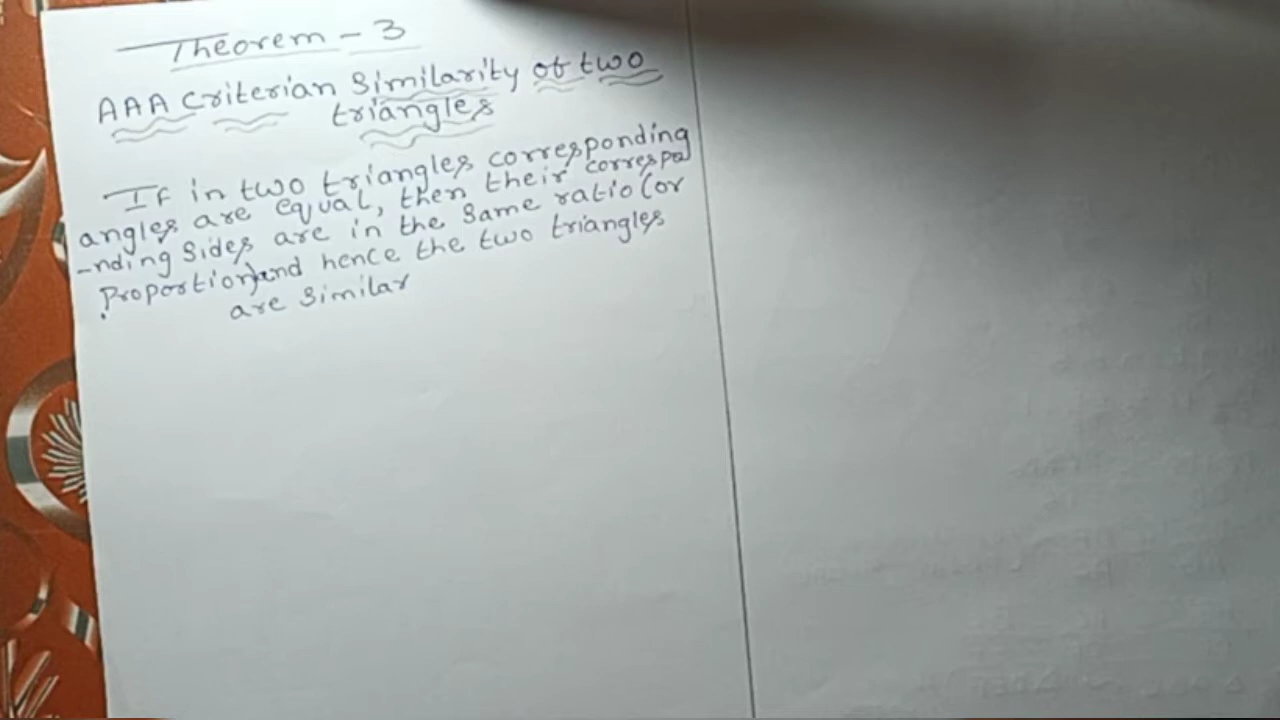 Theorem - 3
AAA Criterian Similarity of two
triangles
If in two triangles corresponding
angles are equal, then their correspo
-nding sides are in the same ratio (or
proportion) and hence the two triangles
are similar